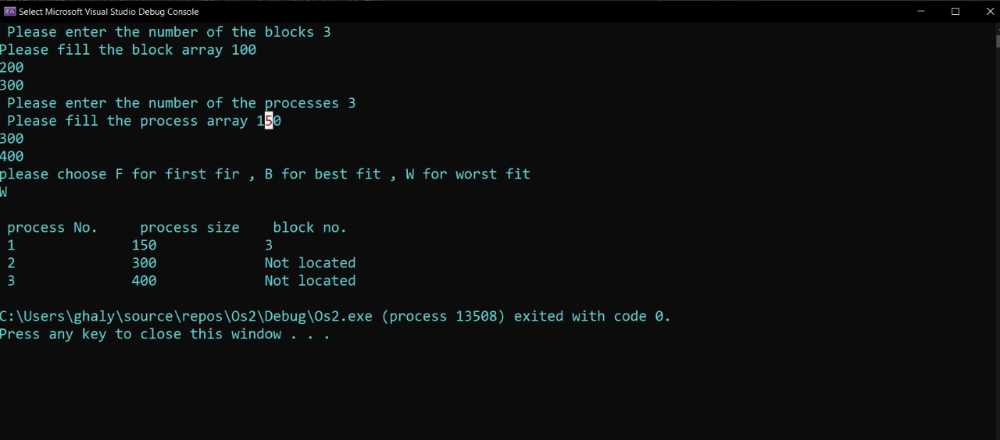 Select Microsoft Visual Studio Debug Console
Please enter the number of the blocks 3
Please fill the block array 100
200
300
Please enter the number of the processes 3
Please fill the process array 150
300
400
please choose F for first fir , B for best fit , W for worst fit
W
process No. process size block no.
1 150 3
2 300 Not located
3 400 Not located
C:\Users\ghaly\source\repos\Os2\Debug\Os2.exe (process 13508) exited with code 0.
Press any key to close this window . . .